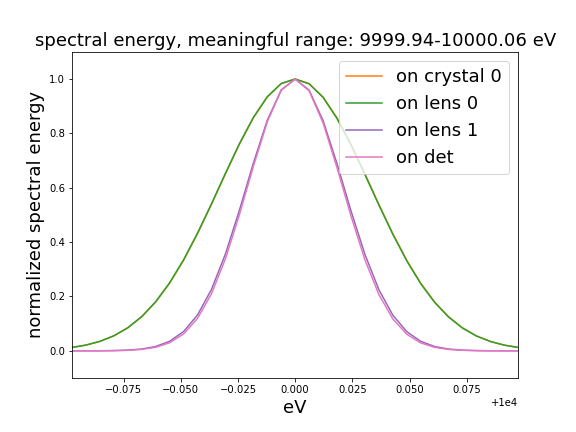 spectral energy, meaningful range: 9999.94-10000.06 eV
normalized spectral energy
1.0
0.8
0.6
0.4
0.2
0.0
on crystal 0
on lens 0
on lens 1
on det
−0.075 −0.050 −0.025 0.000 0.025 0.050 0.075
+1e4
eV